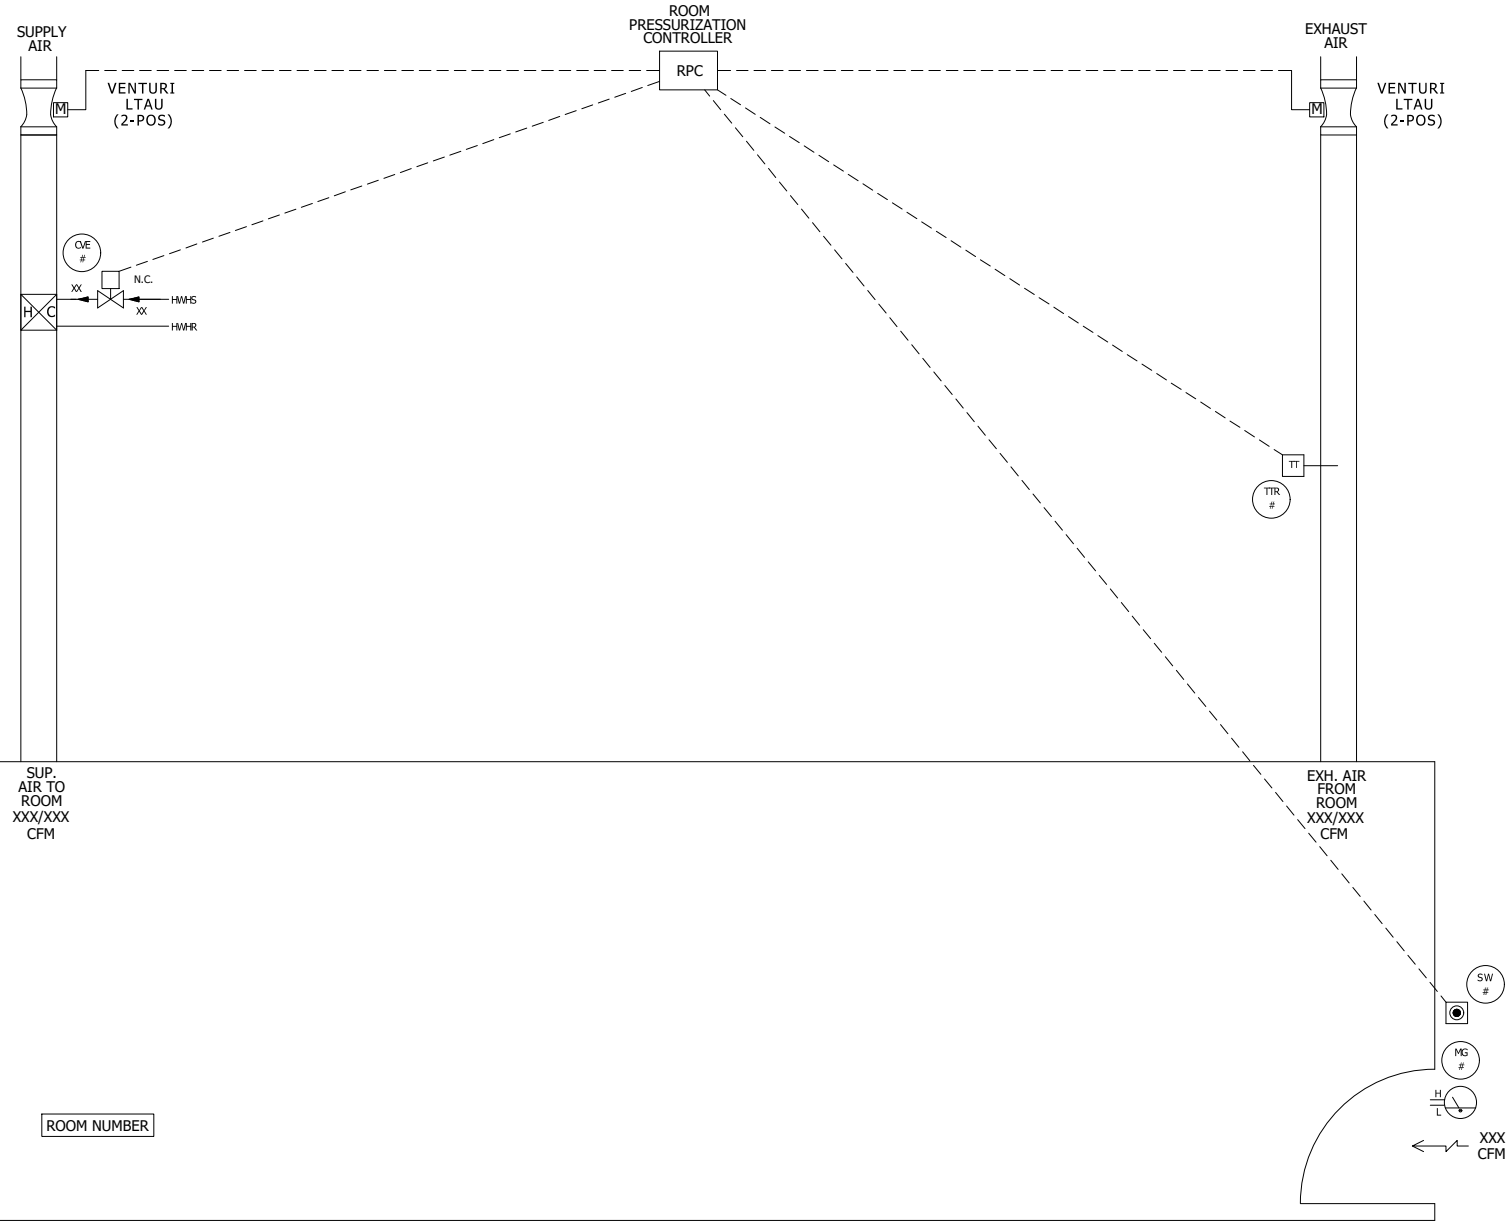 SUPPLY
AIR
ROOM
PRESSURIZATION
CONTROLLER
RPC
EXHAUST
AIR
M
VENTURI
LTAU
(2-POS)
M
VENTURI
LTAU
(2-POS)
CVE
#
N.C.
XX
HWHS
XX
H C
HWHR
TT
TTR
#
SUP.
AIR TO
ROOM
XXX/XXX
CFM
EXH. AIR
FROM
ROOM
XXX/XXX
CFM
SW
#
MG
#
H
L
ROOM NUMBER
XXX
CFM